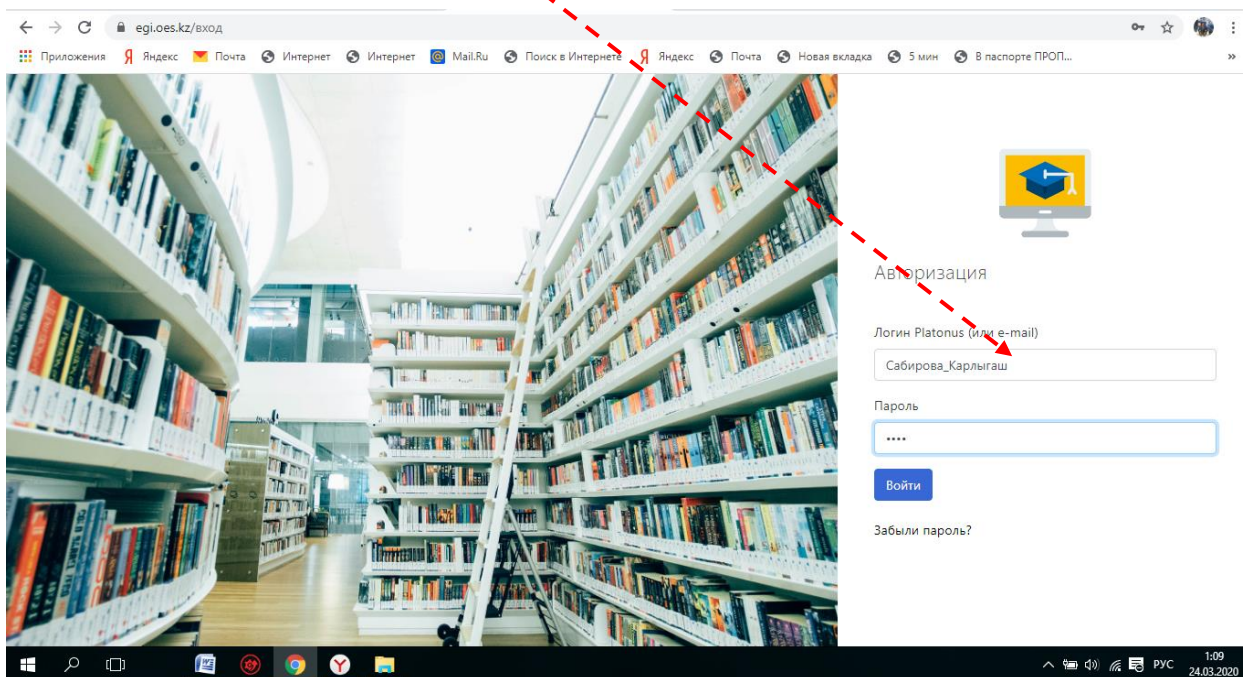 egi.oes.kz/вход
Приложения Яндекс Почта Интернет Интернет Mail.Ru Поиск в Интернете Яндекс Почта Новая вкладка 5 мин В паспорте ПРОП... »
Авторизация
Логин Platonus (или e-mail)
Сабирова_Карлыгаш
Пароль
••••
Войти
Забыли пароль?
РУС 1:09
24.03.2020